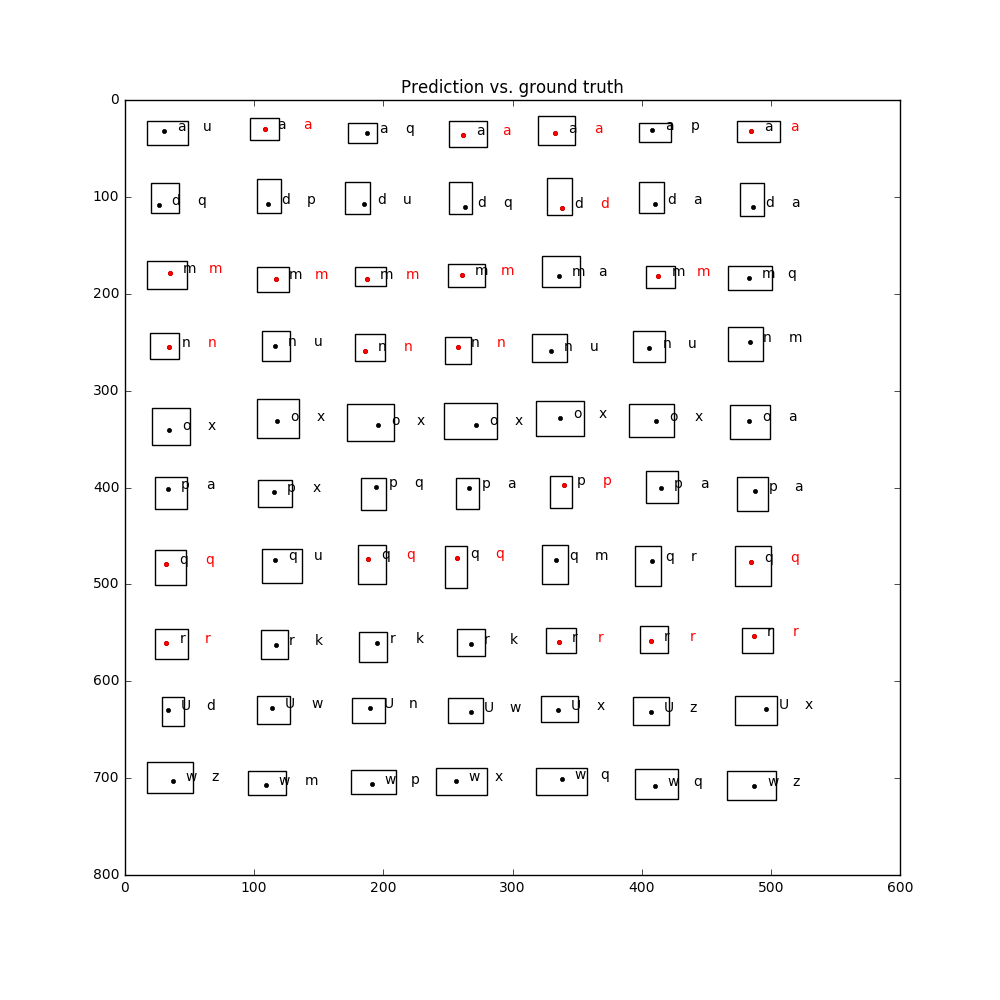 Prediction vs. ground truth
0
a u a a a q a a a a a p a a
100
d q d p d u d q d d d a d a
m m m m m m m m m a m m m q
200
n n n u n n n n n u n u n m
300
o x o x o x o x o x o x o a
400
p a p x p q p a p p p a p a
q q q u q q q q q m q r q q
500
r r r k r k r k r r r r r r
600
U d U w U n U w U x U z U x
w z w m w p w x w q w q w z
700
800
0 100 200 300 400 500 600